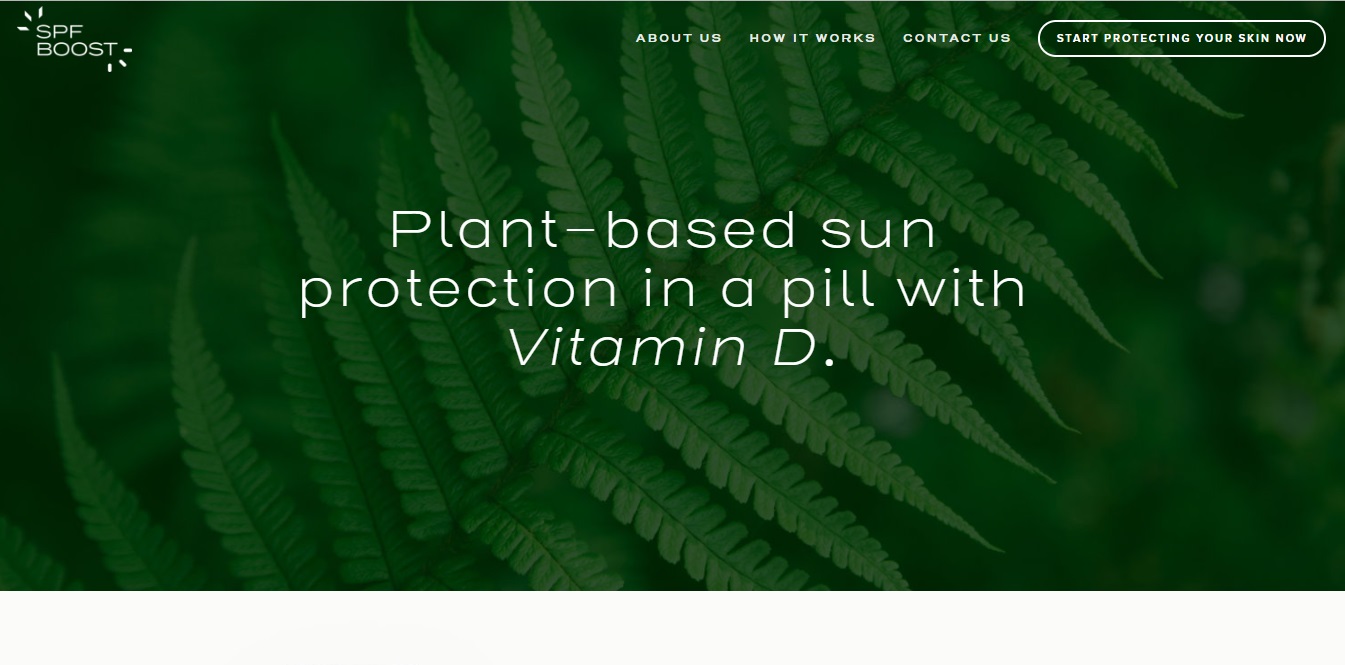 SPF
BOOST
ABOUT US
HOW IT WORKS
CONTACT US
START PROTECTING YOUR SKIN NOW
Plant-based sun
protection in a pill with
Vitamin D.